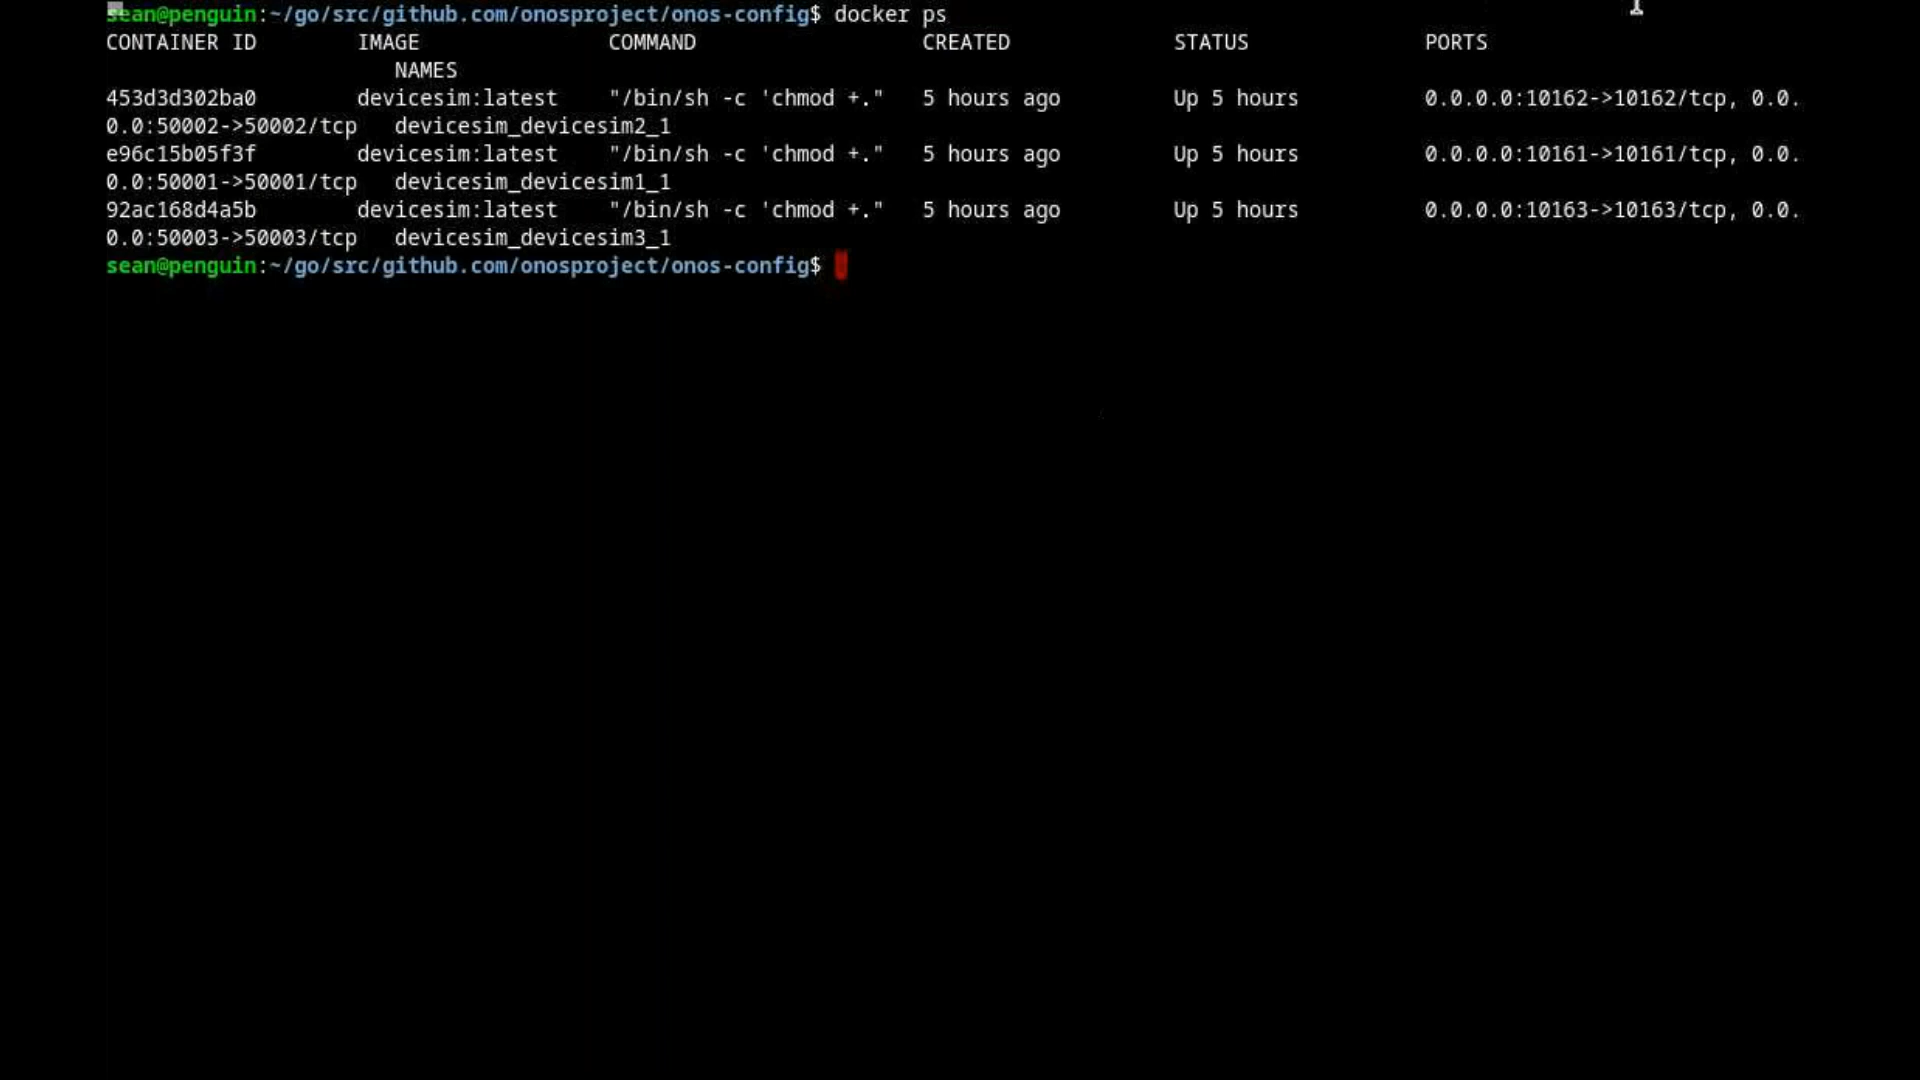 sean@penguin:~/go/src/github.com/onosproject/onos-config$ docker ps
CONTAINER ID        IMAGE               COMMAND                  CREATED             STATUS              PORTS
                       NAMES
453d3d302ba0        devicesim:latest    "/bin/sh -c 'chmod +."   5 hours ago         Up 5 hours          0.0.0.0:10162->10162/tcp, 0.0.
0.0:50002->50002/tcp   devicesim_devicesim2_1
e96c15b05f3f        devicesim:latest    "/bin/sh -c 'chmod +."   5 hours ago         Up 5 hours          0.0.0.0:10161->10161/tcp, 0.0.
0.0:50001->50001/tcp   devicesim_devicesim1_1
92ac168d4a5b        devicesim:latest    "/bin/sh -c 'chmod +."   5 hours ago         Up 5 hours          0.0.0.0:10163->10163/tcp, 0.0.
0.0:50003->50003/tcp   devicesim_devicesim3_1
sean@penguin:~/go/src/github.com/onosproject/onos-config$